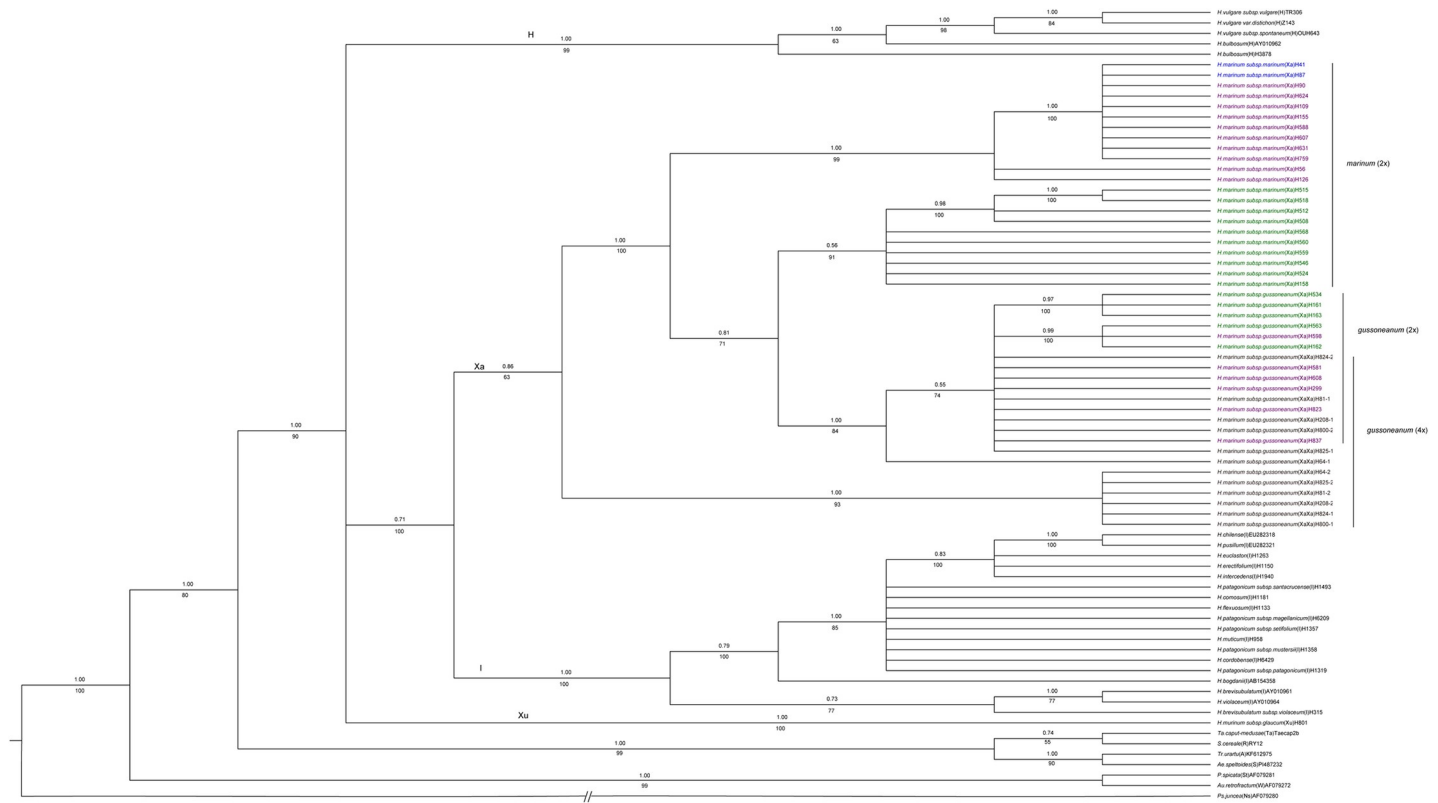 H.vulgare subsp.vulgare(H)TR306
H.vulgare var.distichon(H)Z143
H.vulgare subsp.spontaneum(H)OUH643
H.bulbosum(H)AY010962
H.bulbosum(H)H3878
H.marinum subsp.marinum(Xa)H41
H.marinum subsp.marinum(Xa)H87
H.marinum subsp.marinum(Xa)H90
H.marinum subsp.marinum(Xa)H624
H.marinum subsp.marinum(Xa)H109
H.marinum subsp.marinum(Xa)H155
H.marinum subsp.marinum(Xa)H588
H.marinum subsp.marinum(Xa)H607
H.marinum subsp.marinum(Xa)H631
H.marinum subsp.marinum(Xa)H759
H.marinum subsp.marinum(Xa)H56
H.marinum subsp.marinum(Xa)H126
H.marinum subsp.marinum(Xa)H515
H.marinum subsp.marinum(Xa)H518
H.marinum subsp.marinum(Xa)H512
H.marinum subsp.marinum(Xa)H508
H.marinum subsp.marinum(Xa)H568
H.marinum subsp.marinum(Xa)H560
H.marinum subsp.marinum(Xa)H559
H.marinum subsp.marinum(Xa)H546
H.marinum subsp.marinum(Xa)H524
H.marinum subsp.marinum(Xa)H158
H.marinum subsp.gussoneanum(Xa)H534
H.marinum subsp.gussoneanum(Xa)H161
H.marinum subsp.gussoneanum(Xa)H163
H.marinum subsp.gussoneanum(Xa)H563
H.marinum subsp.gussoneanum(Xa)H598
H.marinum subsp.gussoneanum(Xa)H162
H.marinum subsp.gussoneanum(XaXa)H824-2
H.marinum subsp.gussoneanum(Xa)H581
H.marinum subsp.gussoneanum(Xa)H608
H.marinum subsp.gussoneanum(Xa)H299
H.marinum subsp.gussoneanum(XaXa)H81-1
H.marinum subsp.gussoneanum(Xa)H823
H.marinum subsp.gussoneanum(XaXa)H208-1
H.marinum subsp.gussoneanum(XaXa)H800-2
H.marinum subsp.gussoneanum(Xa)H837
H.marinum subsp.gussoneanum(XaXa)H825-1
H.marinum subsp.gussoneanum(XaXa)H64-1
H.marinum subsp.gussoneanum(XaXa)H64-2
H.marinum subsp.gussoneanum(XaXa)H825-2
H.marinum subsp.gussoneanum(XaXa)H81-2
H.marinum subsp.gussoneanum(XaXa)H208-2
H.marinum subsp.gussoneanum(XaXa)H824-1
H.marinum subsp.gussoneanum(XaXa)H800-1
H.chilense(I)EU282318
H.pusillum(I)EU282321
H.euclaston(I)H1263
H.erectifolium(I)H1150
H.intercedens(I)H1940
H.patagonicum subsp.santacrucense(I)H1493
H.comosum(I)H1181
H.flexuosum(I)H1133
H.patagonicum subsp.magellanicum(I)H6209
H.patagonicum subsp.setifolium(I)H1357
H.muticum(I)H958
H.patagonicum subsp.mustersii(I)H1358
H.cordobense(I)H6429
H.patagonicum subsp.patagonicum(I)H1319
H.bogdanii(I)AB154358
H.brevisubulatum(I)AY010961
H.violaceum(I)AY010964
H.brevisubulatum subsp.violaceum(I)H315
H.murinum subsp.glaucum(Xu)H801
Ta.caput-medusae(Ta)Taecap2b
S.cereale(R)RY12
Tr.urartu(A)KF612975
Ae.speltoides(S)PI487232
P.spicata(St)AF079281
Au.retrofractum(W)AF079272
Ps.juncea(Ns)AF079280
marinum (2x)
gussoneanum (2x)
gussoneanum (4x)
H
Xa
I
Xu
1.00
84
1.00
98
1.00
63
1.00
99
1.00
100
1.00
99
1.00
100
0.98
100
0.56
91
1.00
100
0.81
71
0.97
100
0.99
100
0.55
74
1.00
84
0.86
63
1.00
93
1.00
90
0.71
100
1.00
100
0.83
100
1.00
85
0.79
100
1.00
100
1.00
77
0.73
77
1.00
100
1.00
80
0.74
55
1.00
90
1.00
99
1.00
99
1.00
100